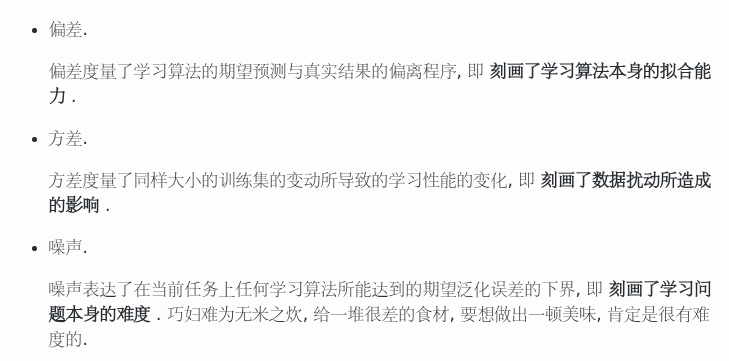 • 偏差.
偏差度量了学习算法的期望预测与真实结果的偏离程序, 即 刻画了学习算法本身的拟合能
力 .
• 方差.
方差度量了同样大小的训练集的变动所导致的学习性能的变化, 即 刻画了数据扰动所造成
的影响 .
• 噪声.
噪声表达了在当前任务上任何学习算法所能达到的期望泛化误差的下界, 即 刻画了学习问
题本身的难度 . 巧妇难为无米之炊, 给一堆很差的食材, 要想做出一顿美味, 肯定是很有难
度的.